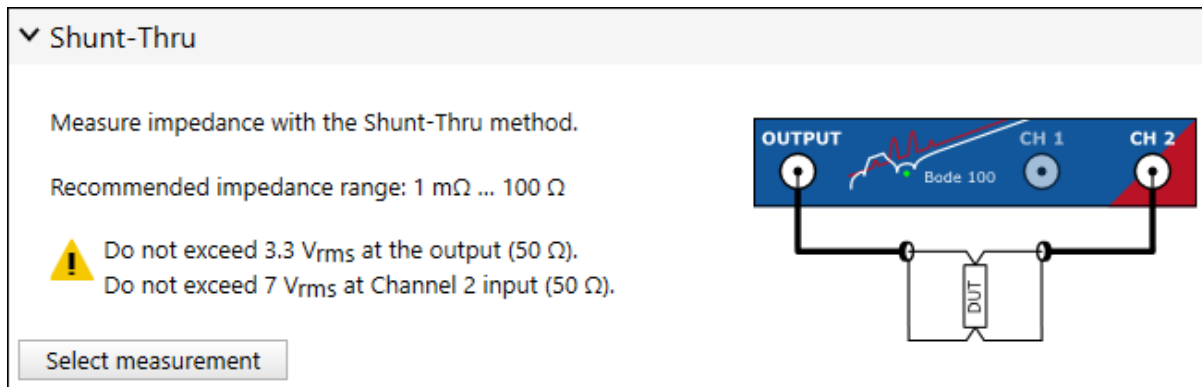 Shunt-Thru
Measure impedance with the Shunt-Thru method.
Recommended impedance range: 1 mΩ ... 100 Ω
Do not exceed 3.3 Vrms at the output (50 Ω).
Do not exceed 7 Vrms at Channel 2 input (50 Ω).
Select measurement
OUTPUT
CH 1
CH 2
Bode 100
DUT